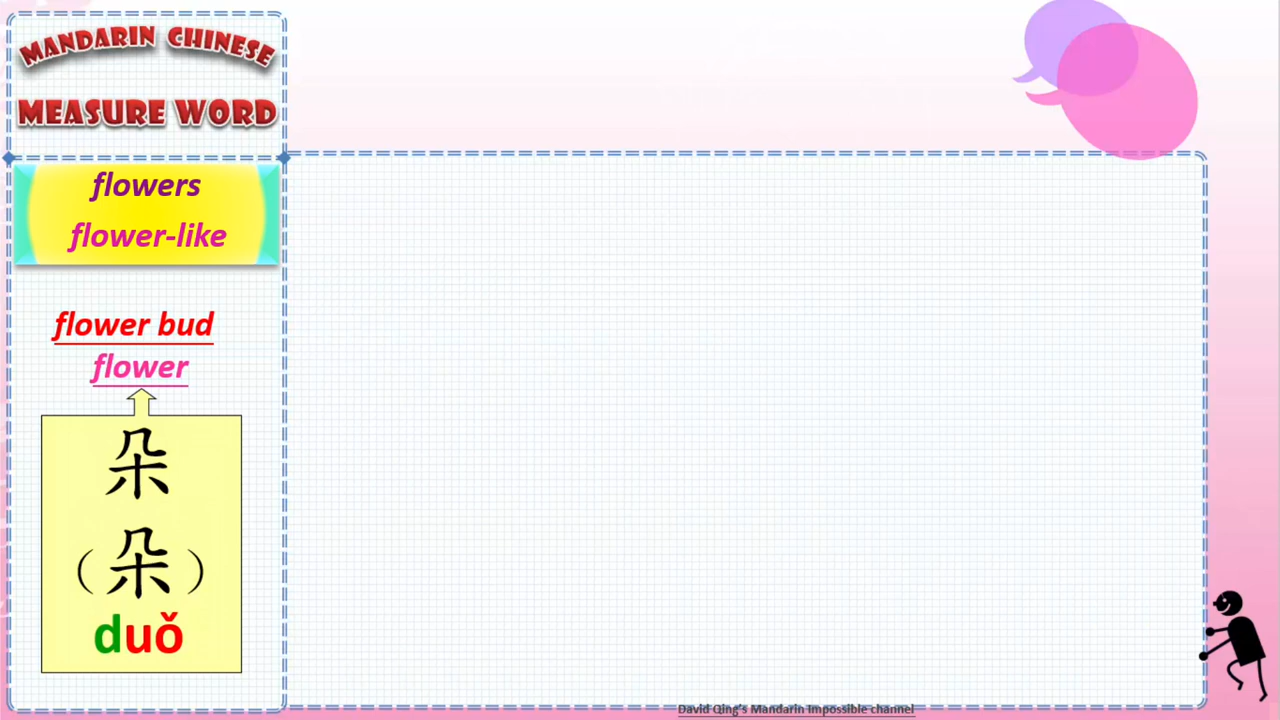 MANDARIN CHINESE
MEASURE WORD
flowers
flower-like
flower bud
flower
朵
（朵）
duǒ
David Qing's Mandarin Impossible channel